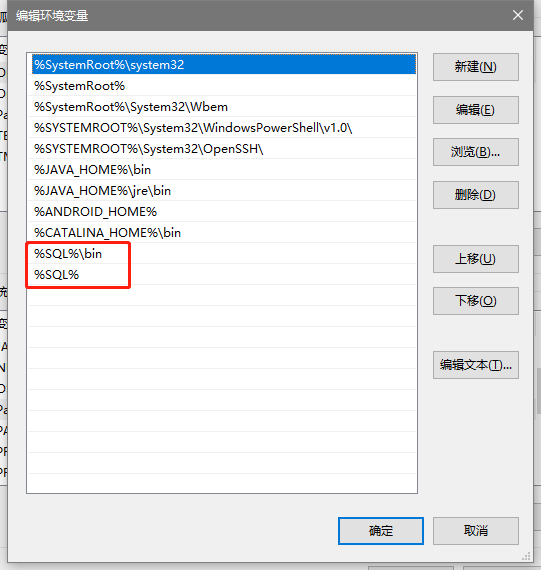 编辑环境变量
%SystemRoot%\system32
%SystemRoot%
%SystemRoot%\System32\Wbem
%SYSTEMROOT%\System32\WindowsPowerShell\v1.0\
%SYSTEMROOT%\System32\OpenSSH\
%JAVA_HOME%\bin
%JAVA_HOME%\jre\bin
%ANDROID_HOME%
%CATALINA_HOME%\bin
%SQL%\bin
%SQL%
新建(N)
编辑(E)
浏览(B)...
删除(D)
上移(U)
下移(O)
编辑文本(T)...
确定
取消